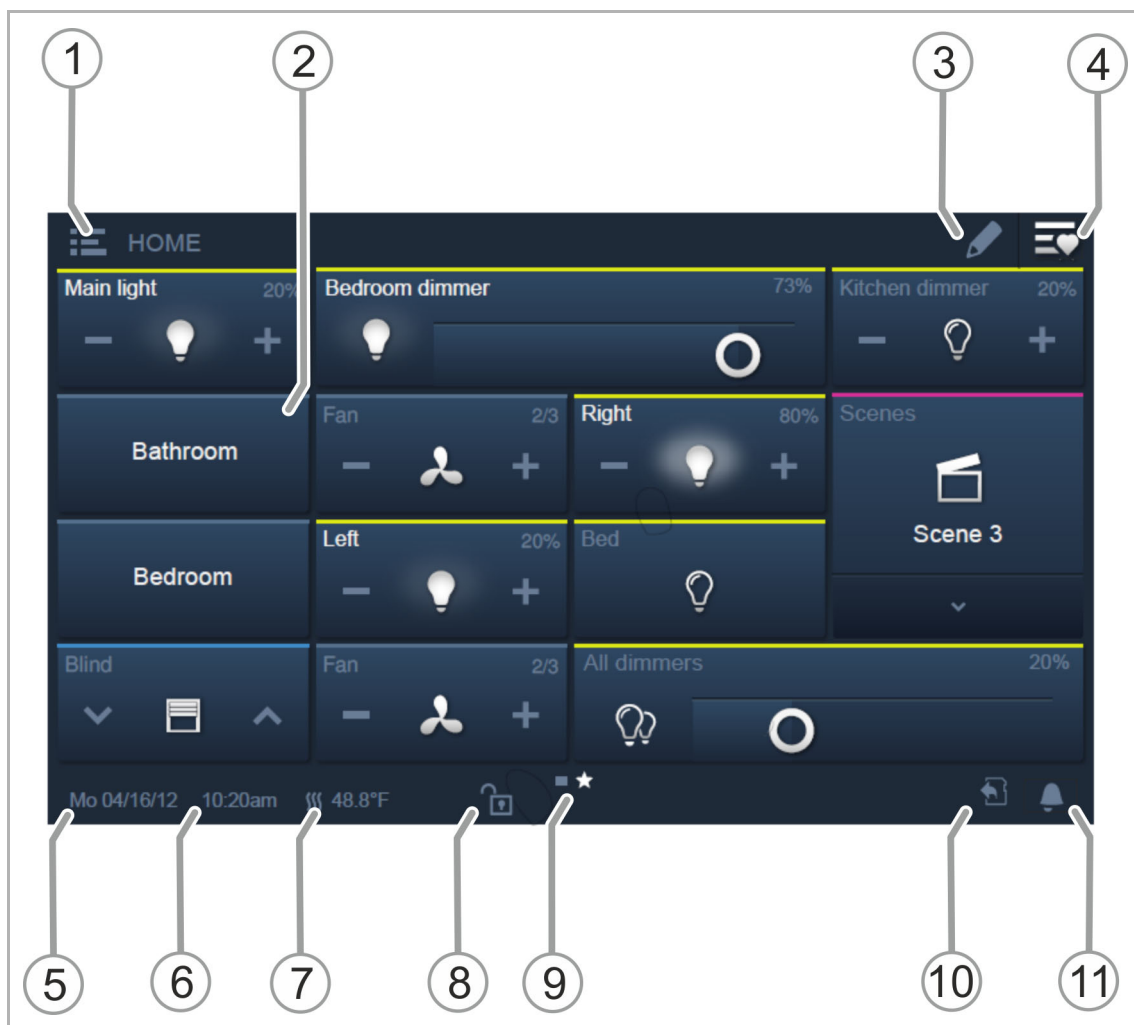 1 2 3 4
HOME
Main light 20%
Bedroom dimmer 73%
Kitchen dimmer 20%
Bathroom
Fan 2/3
Right 80%
Scenes
Scene 3
Bedroom
Left 20%
Bed
Blind
Fan 2/3
All dimmers 20%
Mo 04/16/12 10:20am 48.8°F
5 6 7 8 9 10 11